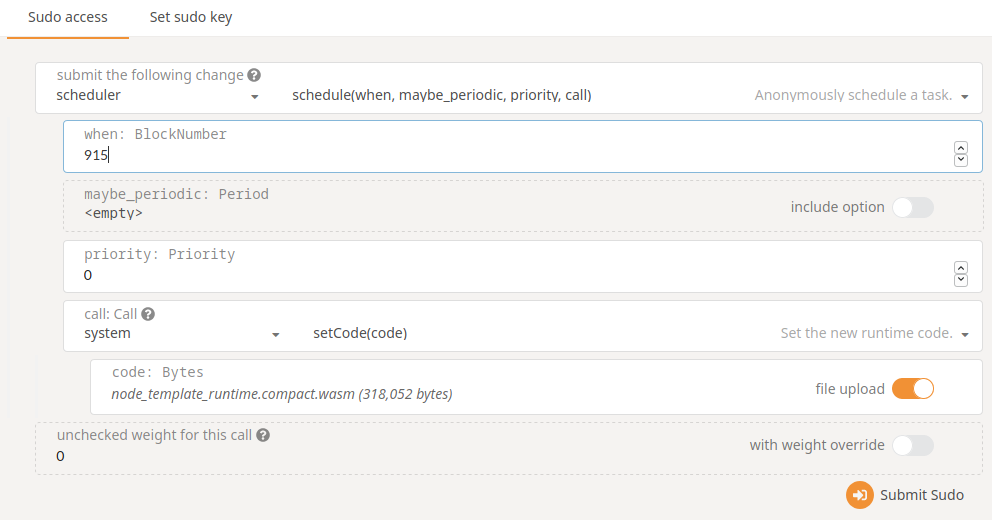 Sudo access Set sudo key
submit the following change
scheduler schedule(when, maybe_periodic, priority, call) Anonymously schedule a task.
when: BlockNumber
915
maybe_periodic: Period
<empty> include option
priority: Priority
0
call: Call
system setCode(code) Set the new runtime code.
code: Bytes
node_template_runtime.compact.wasm (318,052 bytes) file upload
unchecked weight for this call
0 with weight override
Submit Sudo